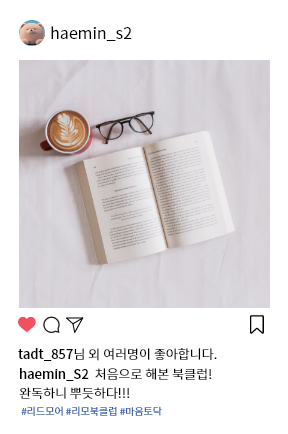 haemin_s2
tadt_857님 외 여러명이 좋아합니다.
haemin_S2 처음으로 해본 북클럽!
완독하니 뿌듯하다!!!
#리드모어 #리모북클럽 #마음토닥